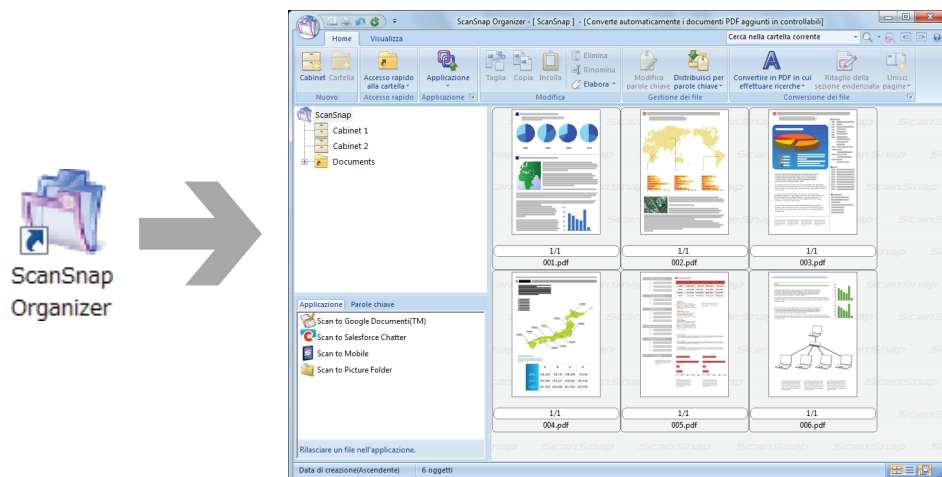 ScanSnap
Organizer
ScanSnap Organizer - [ ScanSnap ] - [Converte automaticamente i documenti PDF aggiunti in controllabili]
Home
Visualizza
Cerca nella cartella corrente
Cabinet
Cartella
Accesso rapido
alla cartella
Applicazione
Taglia
Copia
Incolla
Elimina
Rinomina
Elabora
Modifica
parole chiave
Distribuisci per
parole chiave
Convertire in PDF in cui
effettuare ricerche
Ritaglio della
sezione evidenziata
Unisci
pagine
Nuovo
Accesso rapido
Applicazione
Modifica
Gestione dei file
Conversione dei file
ScanSnap
Cabinet 1
Cabinet 2
Documents
1/1
001.pdf
1/1
002.pdf
1/1
003.pdf
1/1
004.pdf
1/1
005.pdf
1/1
006.pdf
Applicazione
Parole chiave
Scan to Google Documenti(TM)
Scan to Salesforce Chatter
Scan to Mobile
Scan to Picture Folder
Rilasciare un file nell'applicazione.
Data di creazione(Ascendente)
6 oggetti